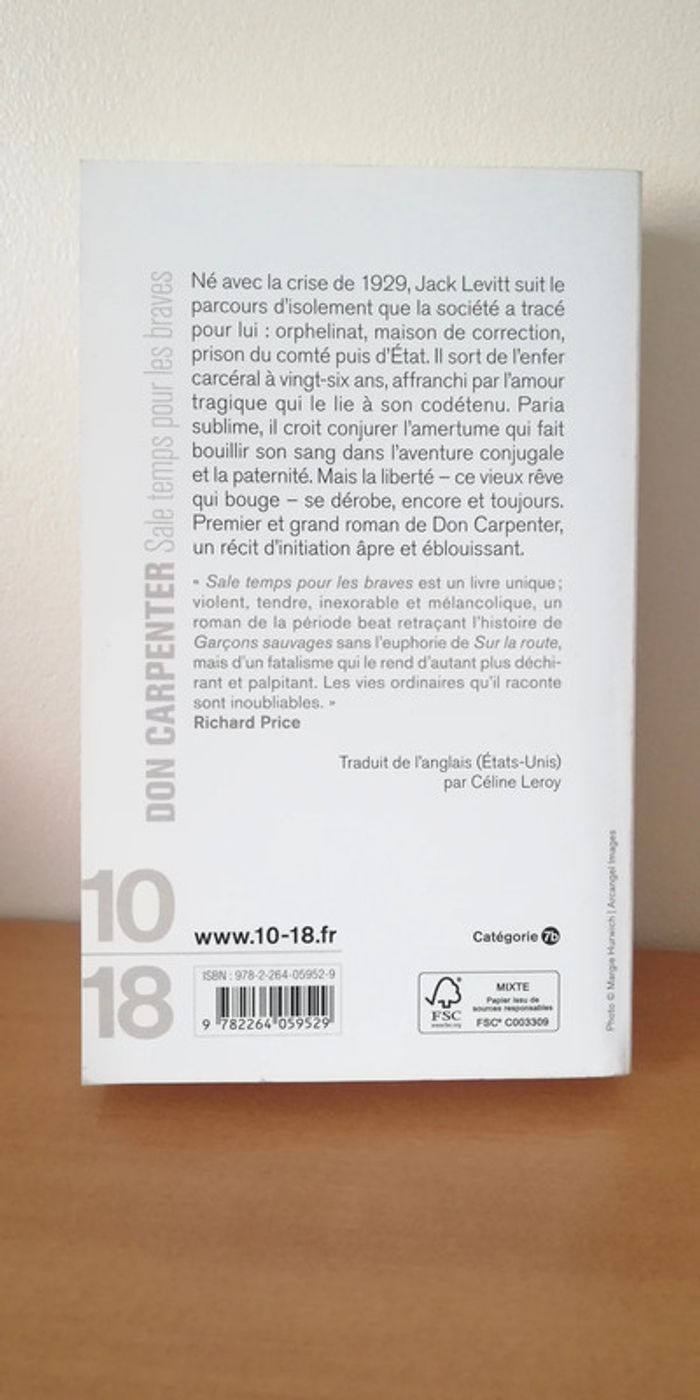 DON CARPENTER Sale temps pour les braves
Né avec la crise de 1929, Jack Levitt suit le
parcours d'isolement que la société a tracé
pour lui : orphelinat, maison de correction,
prison du comté puis d'État. Il sort de l'enfer
carcéral à vingt-six ans, affranchi par l'amour
tragique qui le lie à son codétenu. Paria
sublime, il croit conjurer l'amertume qui fait
bouillir son sang dans l'aventure conjugale
et la paternité. Mais la liberté – ce vieux rêve
qui bouge – se dérobe, encore et toujours.
Premier et grand roman de Don Carpenter,
un récit d'initiation âpre et éblouissant.
« Sale temps pour les braves est un livre unique ;
violent, tendre, inexorable et mélancolique, un
roman de la période beat retraçant l'histoire de
Garçons sauvages sans l'euphorie de Sur la route,
mais d'un fatalisme qui le rend d'autant plus déchi-
rant et palpitant. Les vies ordinaires qu'il raconte
sont inoubliables. »
Richard Price
Traduit de l'anglais (États-Unis)
par Céline Leroy
10
18
www.10-18.fr
Catégorie 7b
ISBN : 978-2-264-05952-9
9 782264 059529
FSC
www.fsc.org
MIXTE
Papier issu de
sources responsables
FSC® C003309
Photo © Margie Hurwich | Arcangel Images